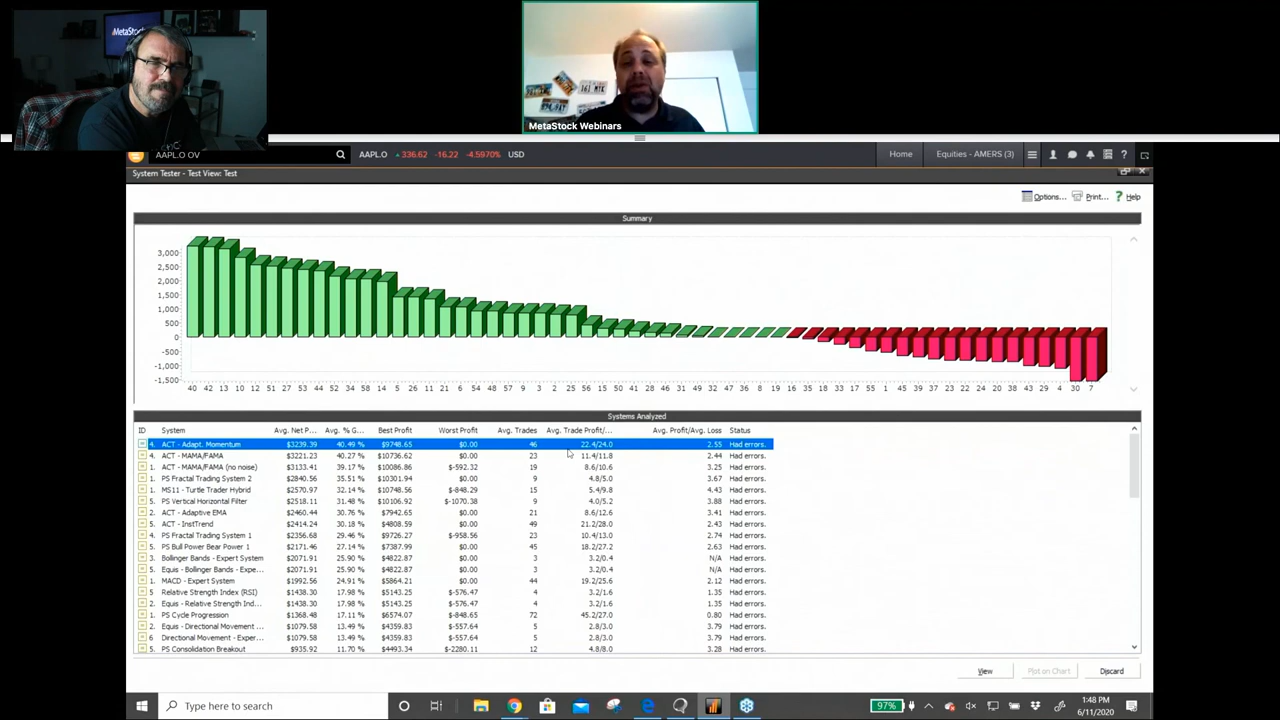 MetaStock
161 MTK
MetaStock Webinars
AAPL.O OV
AAPL.O 336.62 -16.22 -4.5970% USD
Home
Equities - AMERS (3)
?
System Tester - Test View: Test
Options... Print... ? Help
Summary
3,000
2,500
2,000
1,500
1,000
500
0
-500
-1,000
-1,500
40 42 13 10 12 51 27 53 44 52 34 58 14 5 26 11 21 6 54 48 57 9 3 2 25 56 15 50 41 28 46 31 49 33 32 47 36 8 19 16 35 18 38 17 55 1 45 39 37 23 22 24 20 43 29 4 30 7
Systems Analyzed
ID System Avg. Net P... Avg. % G... Best Profit Worst Profit Avg. Trades Avg. Trade Profit/... Avg. Profit/Avg. Loss Status
4. ACT - Adapt. Momentum $3239.39 40.49 % $9748.65 $0.00 46 22.4/24.0 2.55 Had errors.
4. ACT - MAMA/FAMA $3221.23 40.27 % $10736.62 $0.00 23 11.4/11.8 2.44 Had errors.
1. ACT - MAMA/FAMA (no noise) $3133.41 39.17 % $10086.86 $-592.32 19 8.6/10.6 3.25 Had errors.
1. PS Fractal Trading System 2 $2840.56 35.51 % $10301.94 $0.00 9 4.8/5.0 3.67 Had errors.
1. MS11 - Turtle Trader Hybrid $2570.97 32.14 % $10748.56 $-848.29 15 5.4/9.8 4.43 Had errors.
5. PS Vertical Horizontal Filter $2518.11 31.48 % $10106.92 $-1070.38 9 4.0/5.2 3.88 Had errors.
2. ACT - Adaptive EMA $2460.44 30.76 % $7942.65 $0.00 21 8.6/12.6 3.41 Had errors.
5. ACT - InstTrend $2414.24 30.18 % $4808.59 $0.00 49 21.2/28.0 2.43 Had errors.
4. PS Fractal Trading System 1 $2356.68 29.46 % $9726.27 $-958.56 23 10.4/13.0 2.74 Had errors.
5. PS Bull Power Bear Power 1 $2171.46 27.14 % $7387.99 $0.00 45 18.2/27.2 2.63 Had errors.
3. Bollinger Bands - Expert System $2071.91 25.90 % $4822.87 $0.00 3 3.2/0.4 N/A Had errors.
5. Equis - Bollinger Bands - Expe... $2071.91 25.90 % $4822.87 $0.00 3 3.2/0.4 N/A Had errors.
1. MACD - Expert System $1992.56 24.91 % $5864.21 $0.00 44 19.2/25.6 2.12 Had errors.
5 Relative Strength Index (RSI) $1438.30 17.98 % $5143.25 $-576.47 4 3.2/1.6 1.35 Had errors.
2. Equis - Relative Strength Ind... $1438.30 17.98 % $5143.25 $-576.47 4 3.2/1.6 1.35 Had errors.
1. PS Cycle Progression $1368.48 17.11 % $6574.07 $-848.65 72 45.2/27.0 0.80 Had errors.
2. Equis - Directional Movement ... $1079.58 13.49 % $4359.83 $-557.64 5 2.8/3.0 3.79 Had errors.
6 Directional Movement - Exper... $1079.58 13.49 % $4359.83 $-557.64 5 2.8/3.0 3.79 Had errors.
5. PS Consolidation Breakout $935.92 11.70 % $4493.34 $-2280.11 12 4.8/8.0 3.28 Had errors.
View Plot on Chart Discard
Type here to search
97%
1:48 PM
6/11/2020